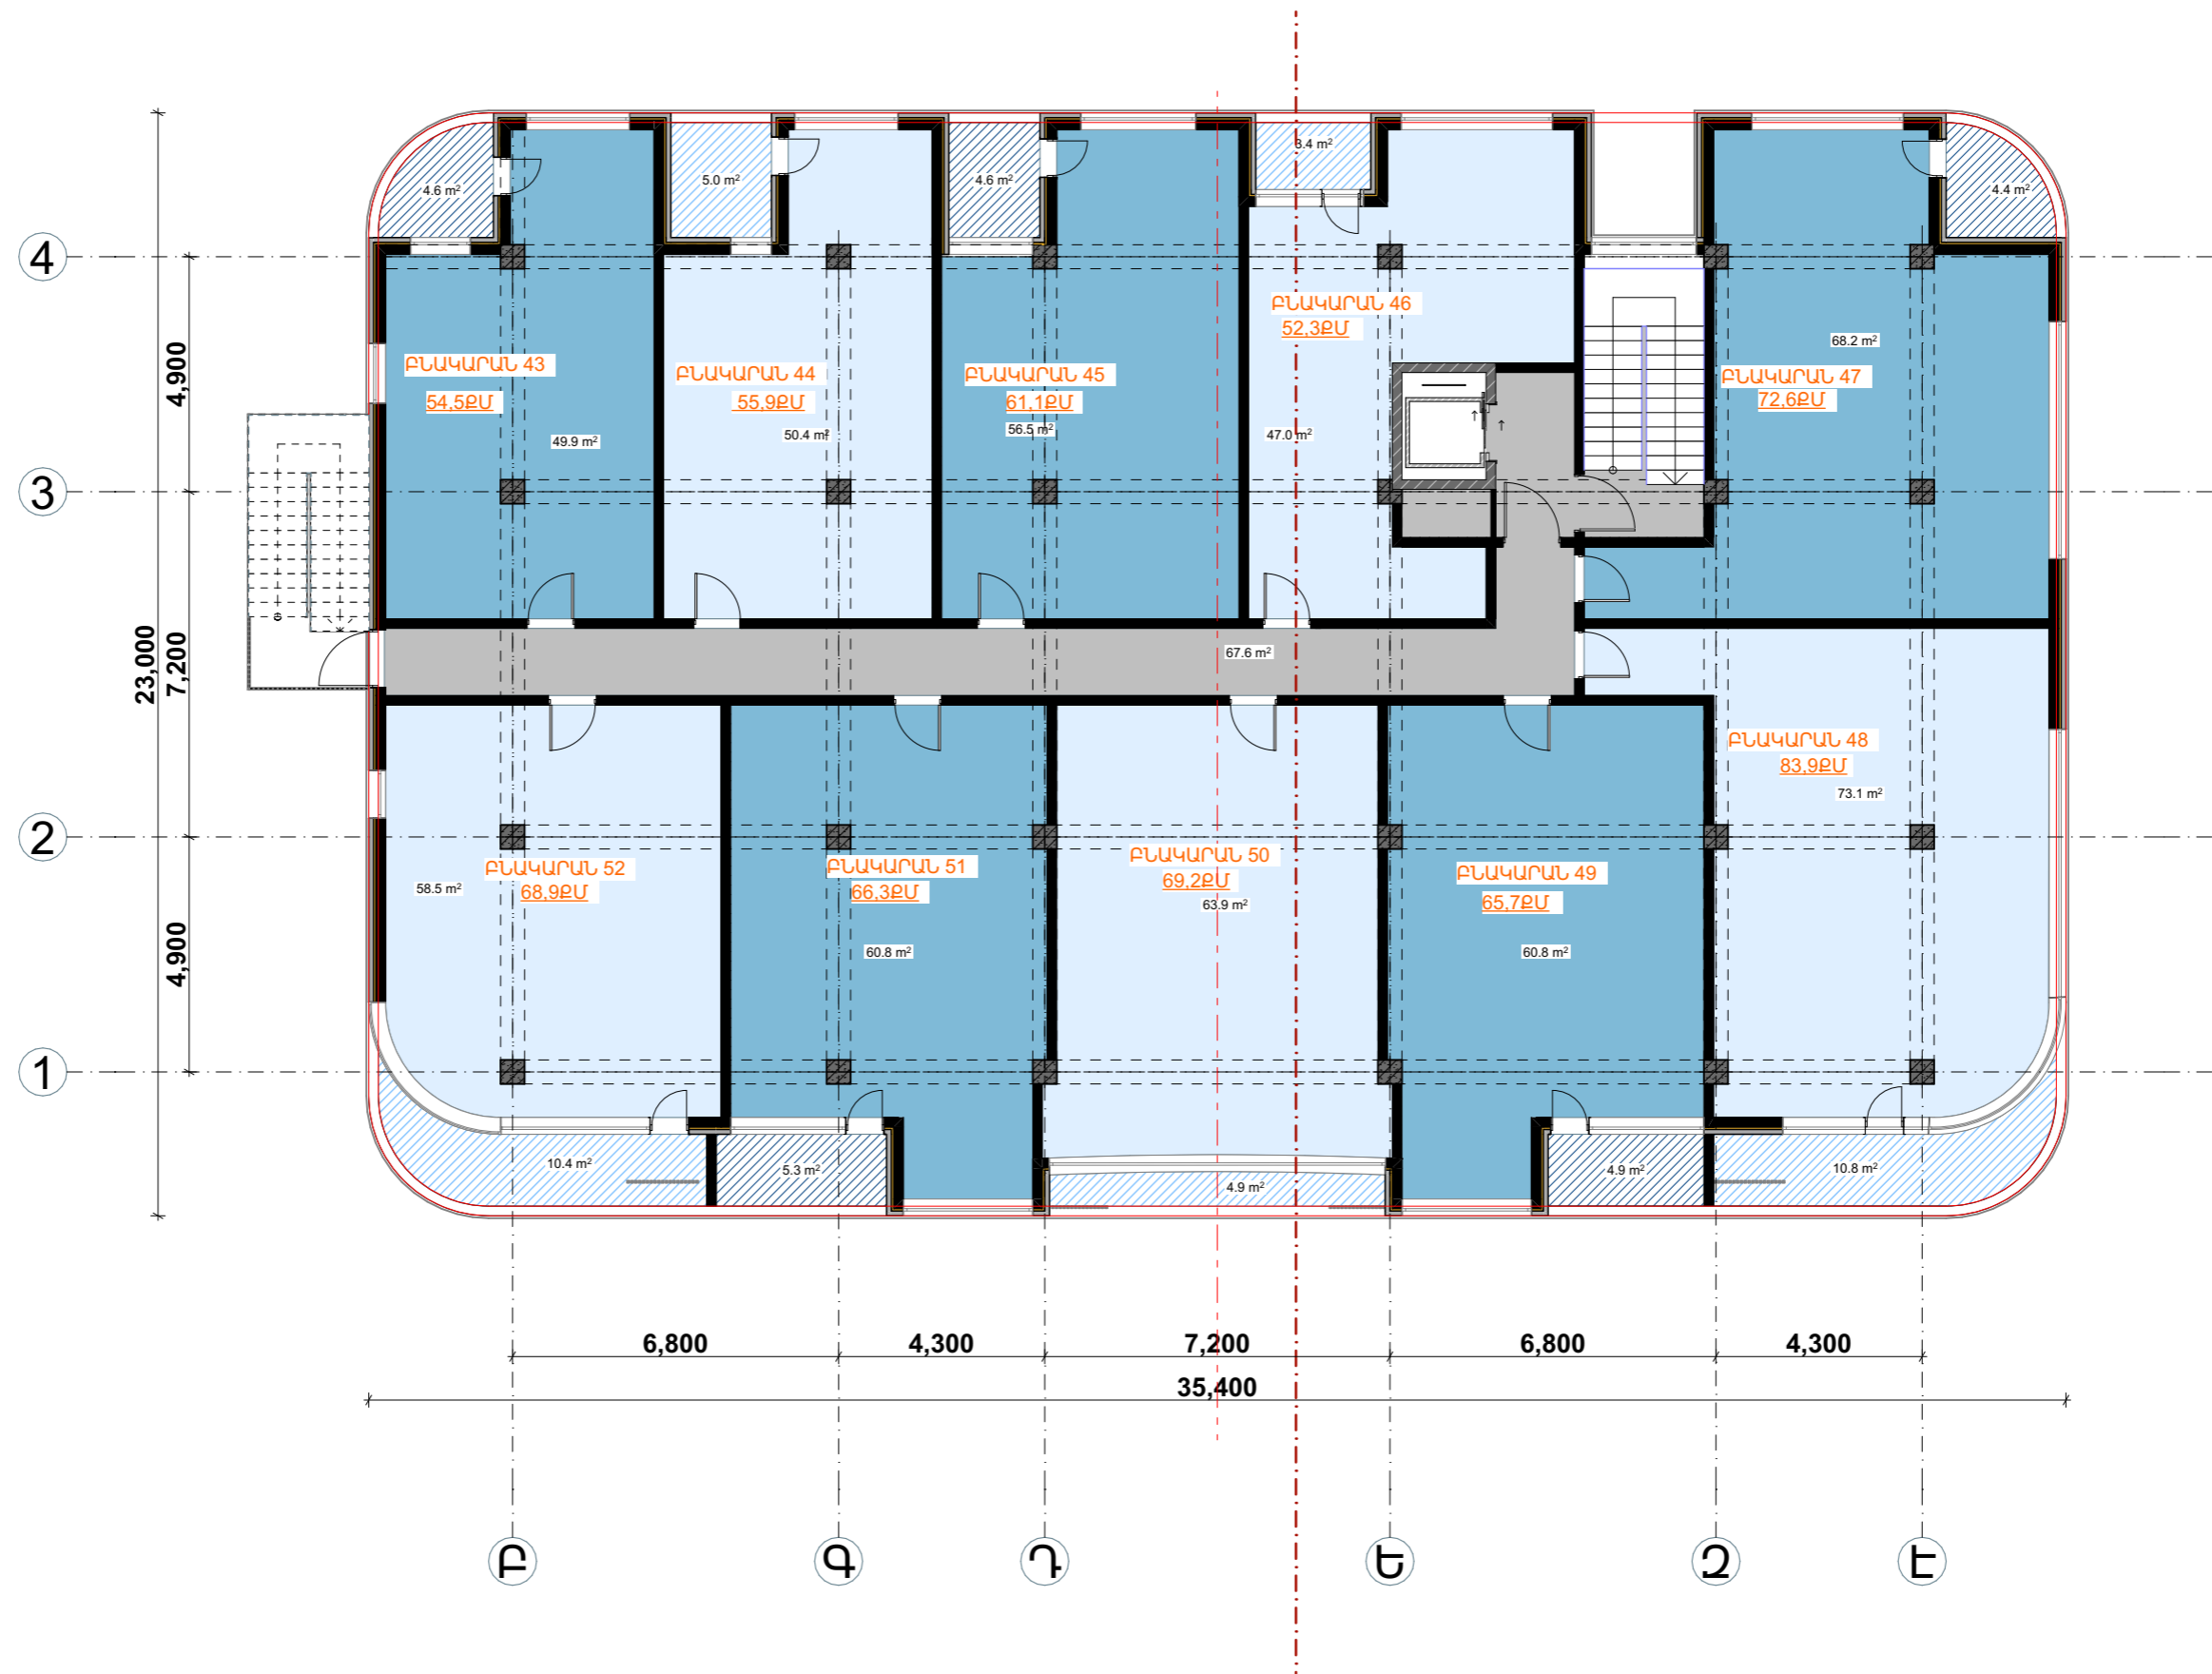 3.4 m²
4.6 m²
5.0 m²
4.6 m²
4.4 m²
4
ԲՆԱԿԱՐԱՆ 46
52,3ՔՄ
68.2 m²
ԲՆԱԿԱՐԱՆ 43
54,5ՔՄ
ԲՆԱԿԱՐԱՆ 44
55,9ՔՄ
ԲՆԱԿԱՐԱՆ 45
61,1ՔՄ
ԲՆԱԿԱՐԱՆ 47
72,6ՔՄ
4,900
49.9 m²
50.4 m²
56.5 m²
47.0 m²
3
23,000
7,200
67.6 m²
ԲՆԱԿԱՐԱՆ 48
83,9ՔՄ
73.1 m²
2
ԲՆԱԿԱՐԱՆ 52
68,9ՔՄ
58.5 m²
ԲՆԱԿԱՐԱՆ 51
66,3ՔՄ
60.8 m²
ԲՆԱԿԱՐԱՆ 50
69,2ՔՄ
63.9 m²
ԲՆԱԿԱՐԱՆ 49
65,7ՔՄ
60.8 m²
4,900
1
10.4 m²
5.3 m²
4.9 m²
4.9 m²
10.8 m²
6,800
4,300
7,200
6,800
4,300
35,400
Բ
Գ
Դ
Ե
Զ
Է